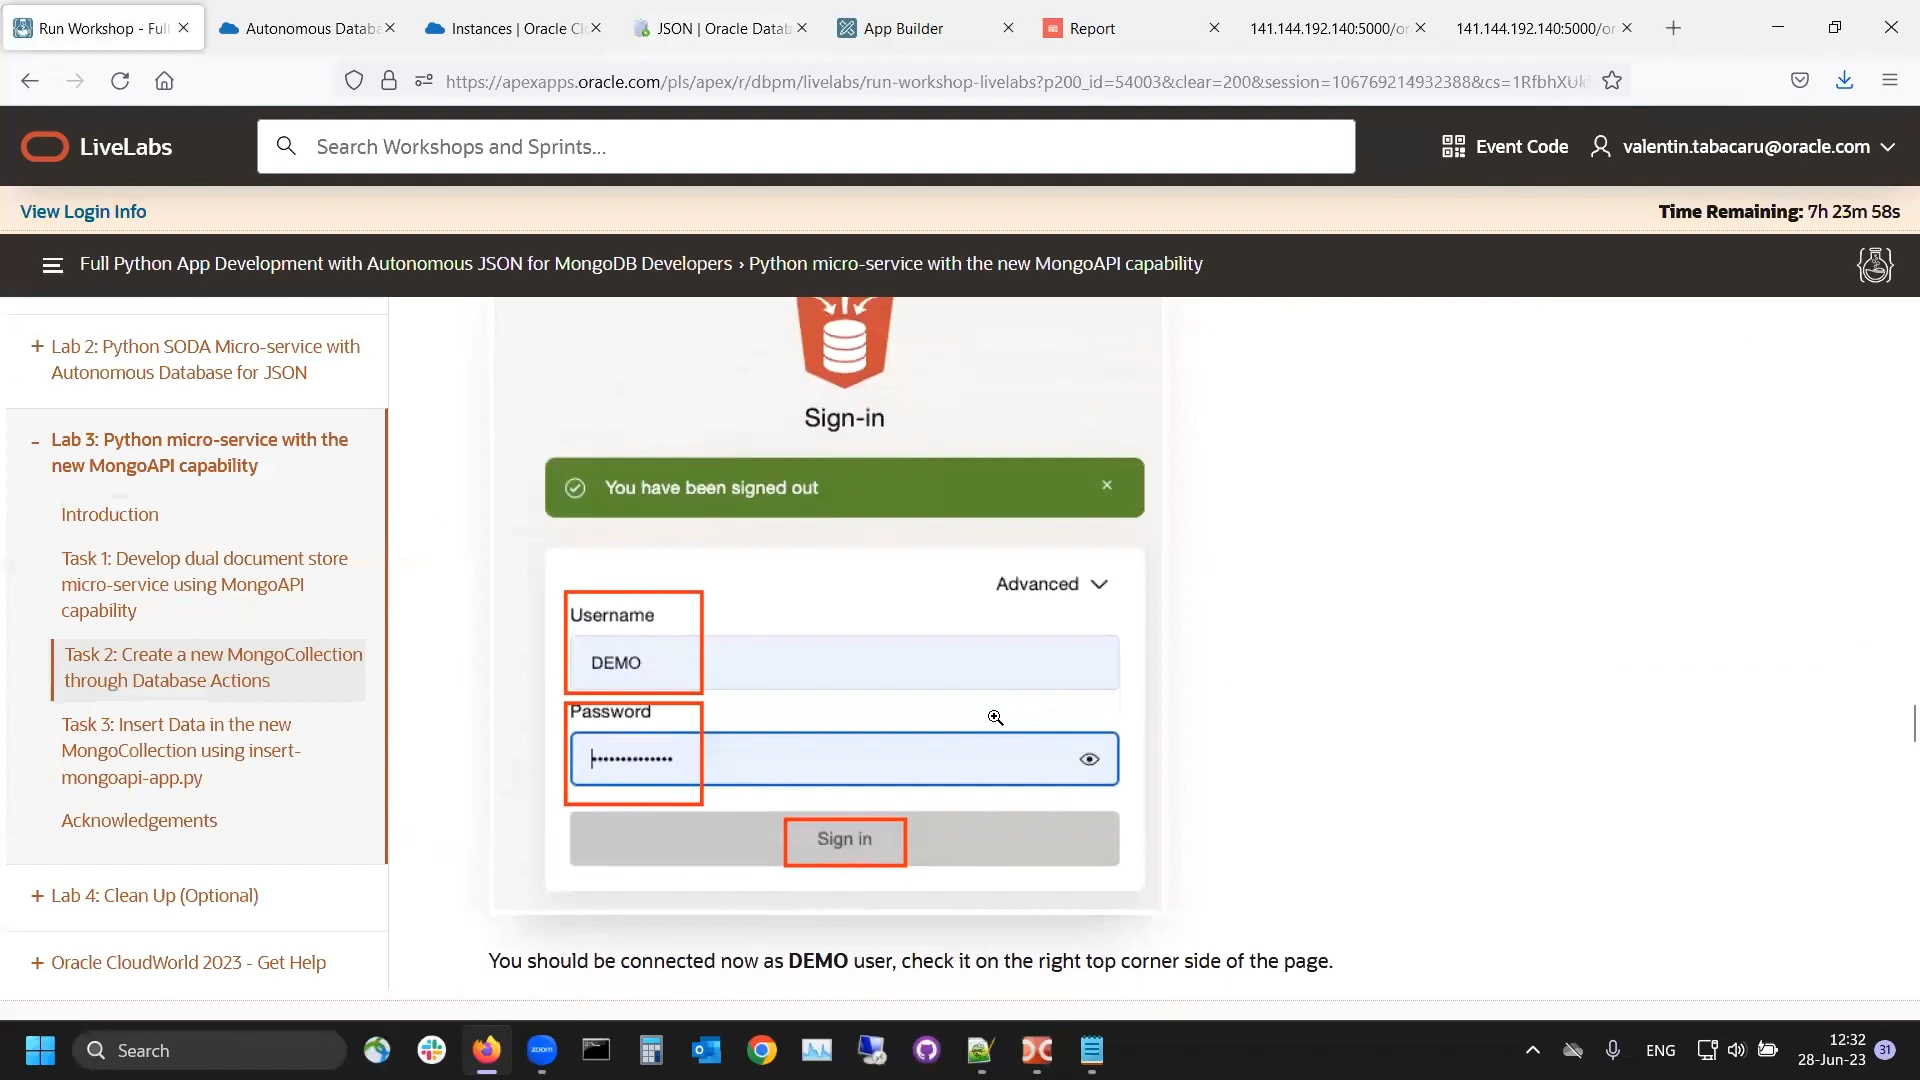 Run Workshop - Full
Autonomous Databa
Instances | Oracle Cl
JSON | Oracle Datab
App Builder
Report
141.144.192.140:5000/or
141.144.192.140:5000/or
https://apexapps.oracle.com/pls/apex/r/dbpm/livelabs/run-workshop-livelabs?p200_id=54003&clear=200&session=106769214932388&cs=1RfbhXUk
LiveLabs
Search Workshops and Sprints...
Event Code
valentin.tabacaru@oracle.com
View Login Info
Time Remaining: 7h 23m 58s
Full Python App Development with Autonomous JSON for MongoDB Developers › Python micro-service with the new MongoAPI capability
+ Lab 2: Python SODA Micro-service with
Autonomous Database for JSON
- Lab 3: Python micro-service with the
new MongoAPI capability
Introduction
Task 1: Develop dual document store
micro-service using MongoAPI
capability
Task 2: Create a new MongoCollection
through Database Actions
Task 3: Insert Data in the new
MongoCollection using insert-
mongoapi-app.py
Acknowledgements
+ Lab 4: Clean Up (Optional)
+ Oracle CloudWorld 2023 - Get Help
Sign-in
You have been signed out
Advanced
Username
DEMO
Password
••••••••••••••
Sign in
You should be connected now as DEMO user, check it on the right top corner side of the page.
Search
zoom
ENG
12:32
28-Jun-23
31